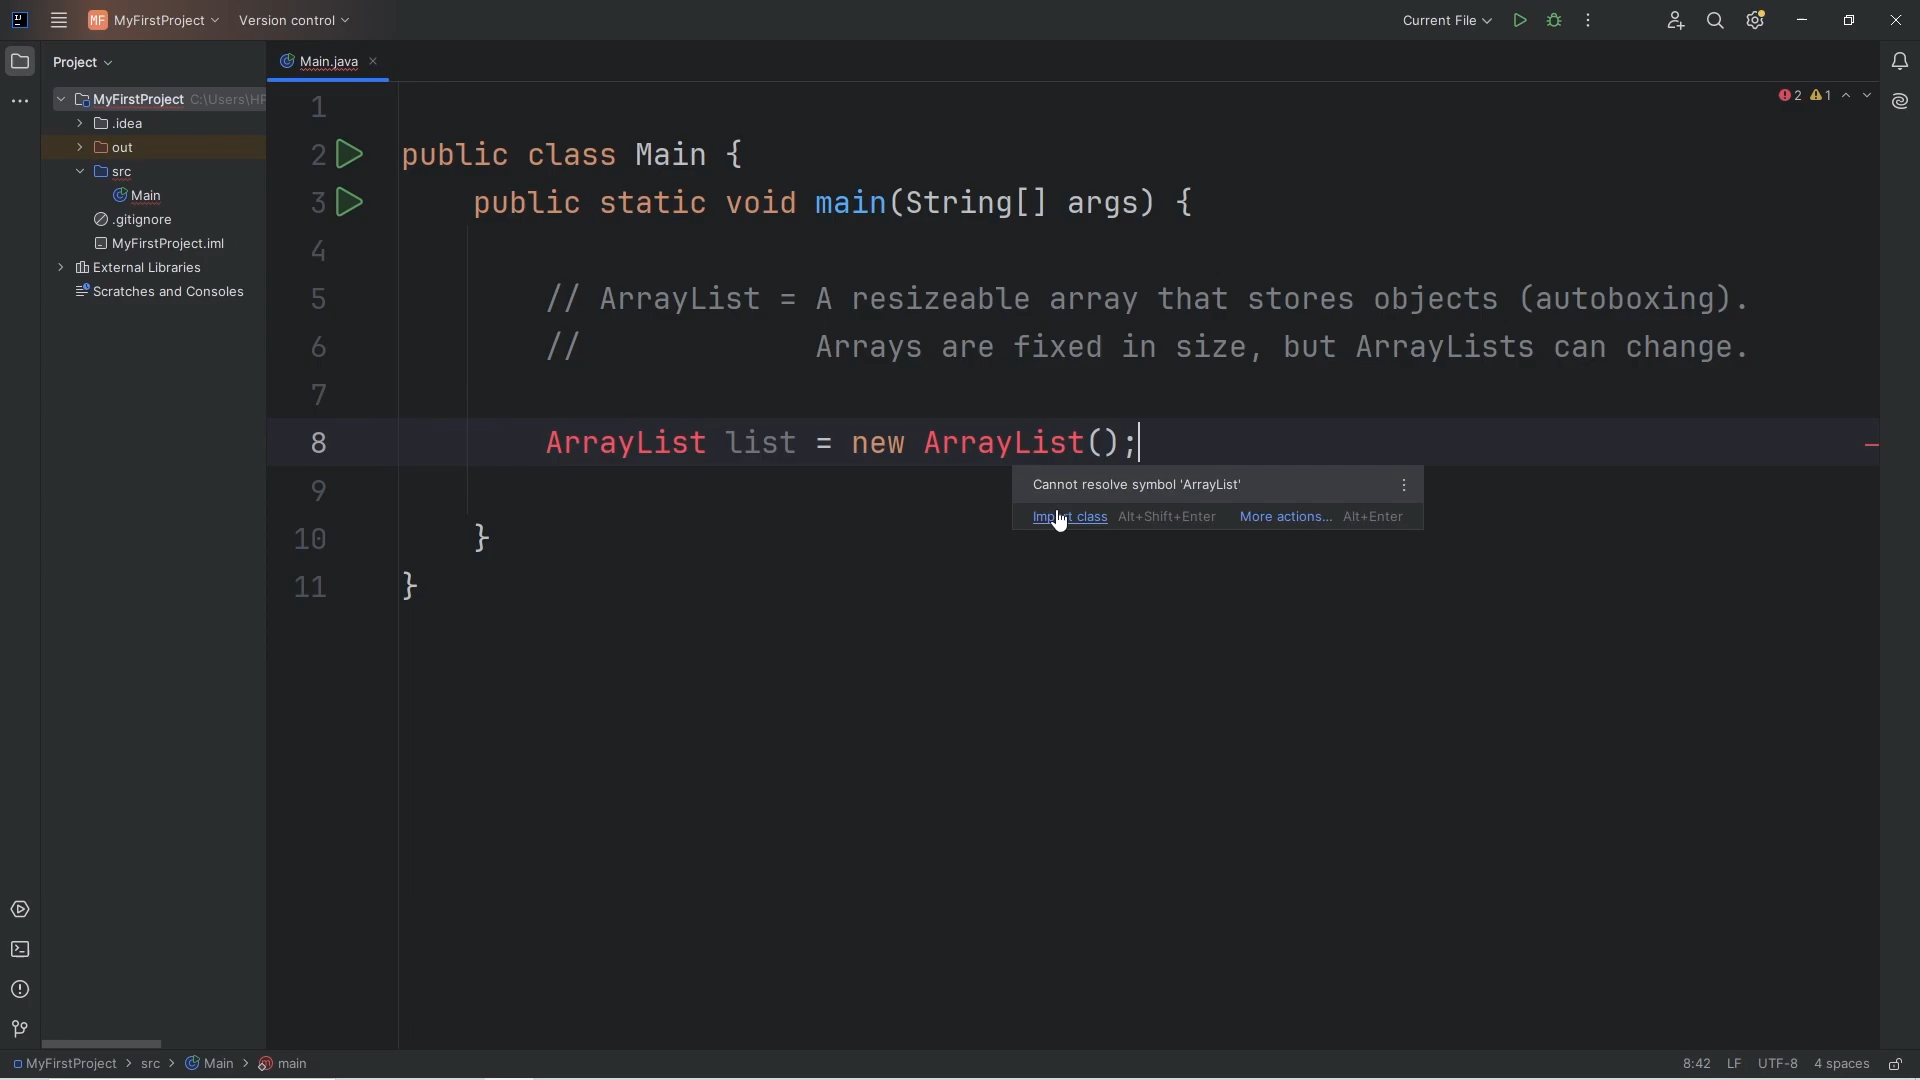 MF MyFirstProject Version control Current File
Project
Main.java
MyFirstProject C:\Users\HP
.idea
out
src
Main
.gitignore
MyFirstProject.iml
External Libraries
Scratches and Consoles
2 1
1
2 public class Main {
3 public static void main(String[] args) {
4
5 // ArrayList = A resizeable array that stores objects (autoboxing).
6 // Arrays are fixed in size, but ArrayLists can change.
7
8 ArrayList list = new ArrayList();
Cannot resolve symbol 'ArrayList'
9
Import class Alt+Shift+Enter More actions... Alt+Enter
10 }
11 }
MyFirstProject > src > Main > main 8:42 LF UTF-8 4 spaces